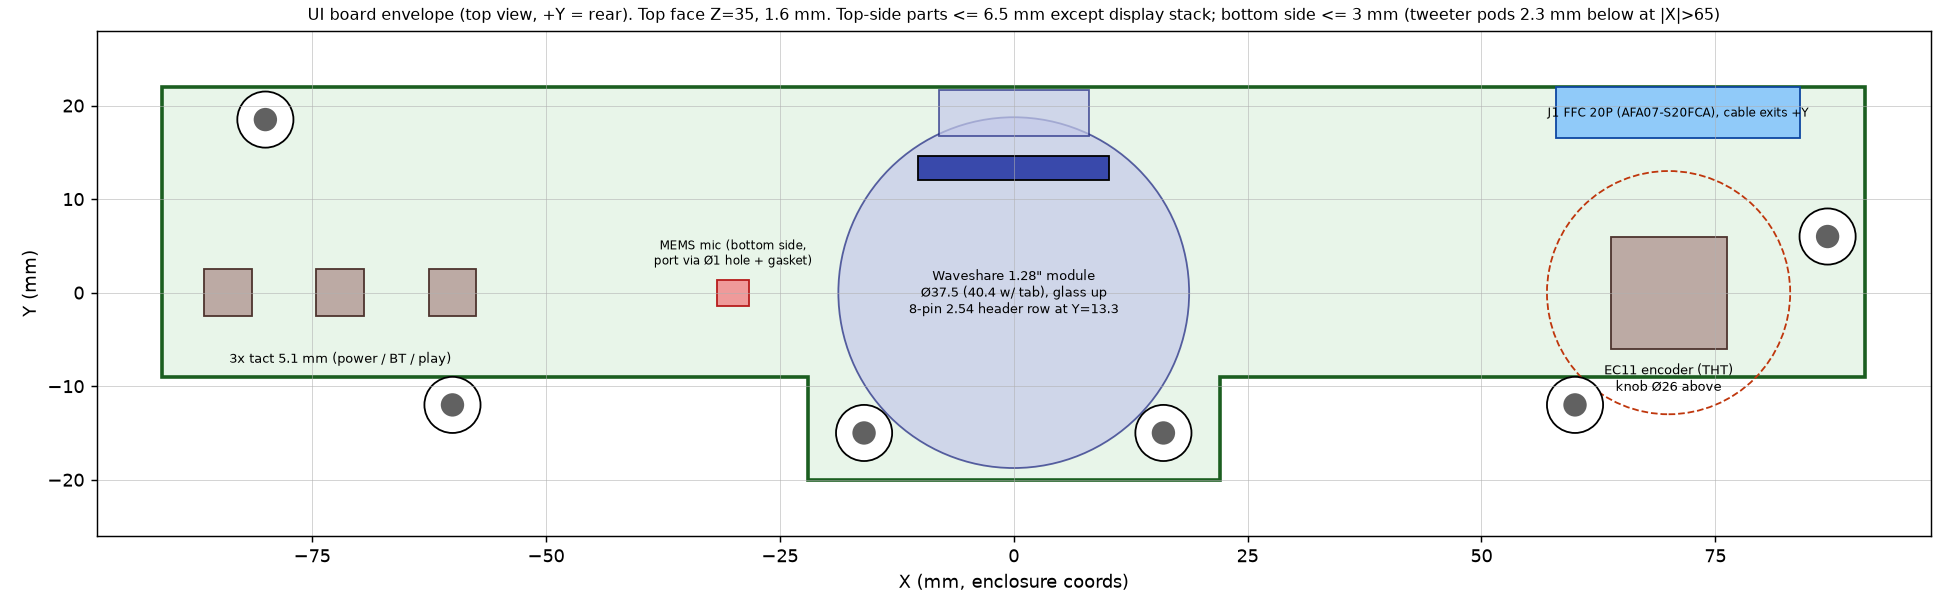 UI board envelope (top view, +Y = rear). Top face Z=35, 1.6 mm. Top-side parts <= 6.5 mm except display stack; bottom side <= 3 mm (tweeter pods 2.3 mm below at |X|>65)
20
10
0
−10
−20
Y (mm)
J1 FFC 20P (AFA07-S20FCA), cable exits +Y
MEMS mic (bottom side,
port via Ø1 hole + gasket)
Waveshare 1.28" module
Ø37.5 (40.4 w/ tab), glass up
8-pin 2.54 header row at Y=13.3
3x tact 5.1 mm (power / BT / play)
EC11 encoder (THT)
knob Ø26 above
−75
−50
−25
0
25
50
75
X (mm, enclosure coords)